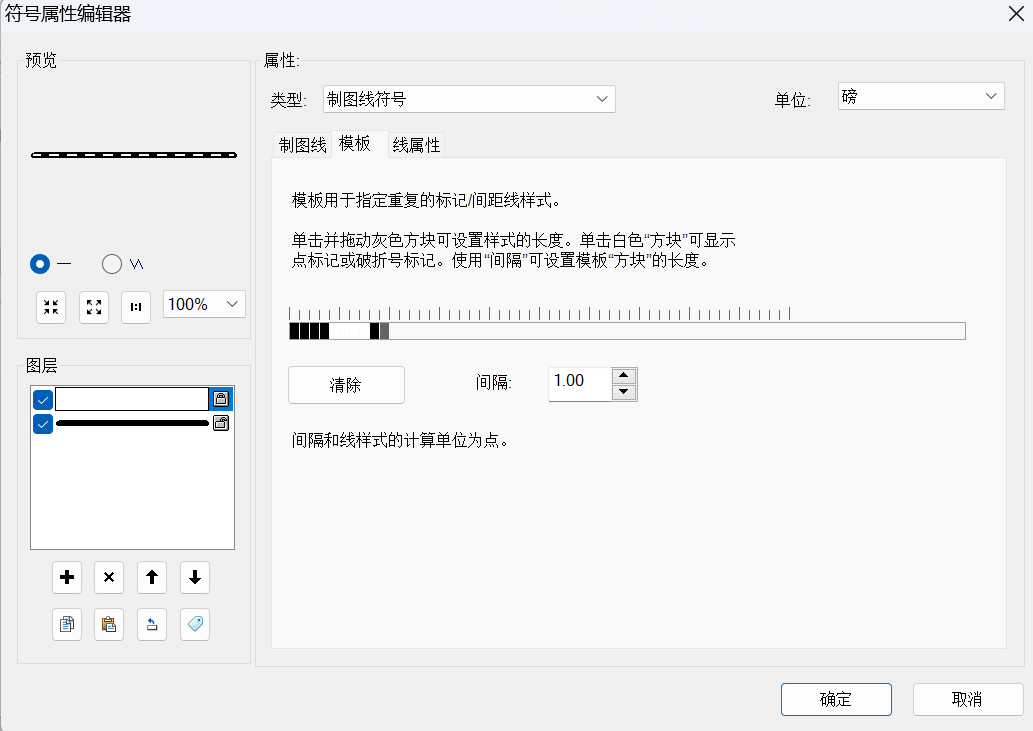 符号属性编辑器
预览
100%
图层
属性:
类型:
制图线符号
单位:
磅
制图线
模板
线属性
模板用于指定重复的标记/间距线样式。
单击并拖动灰色方块可设置样式的长度。单击白色“方块”可显示
点标记或破折号标记。使用“间隔”可设置模板“方块”的长度。
清除
间隔:
1.00
间隔和线样式的计算单位为点。
确定
取消